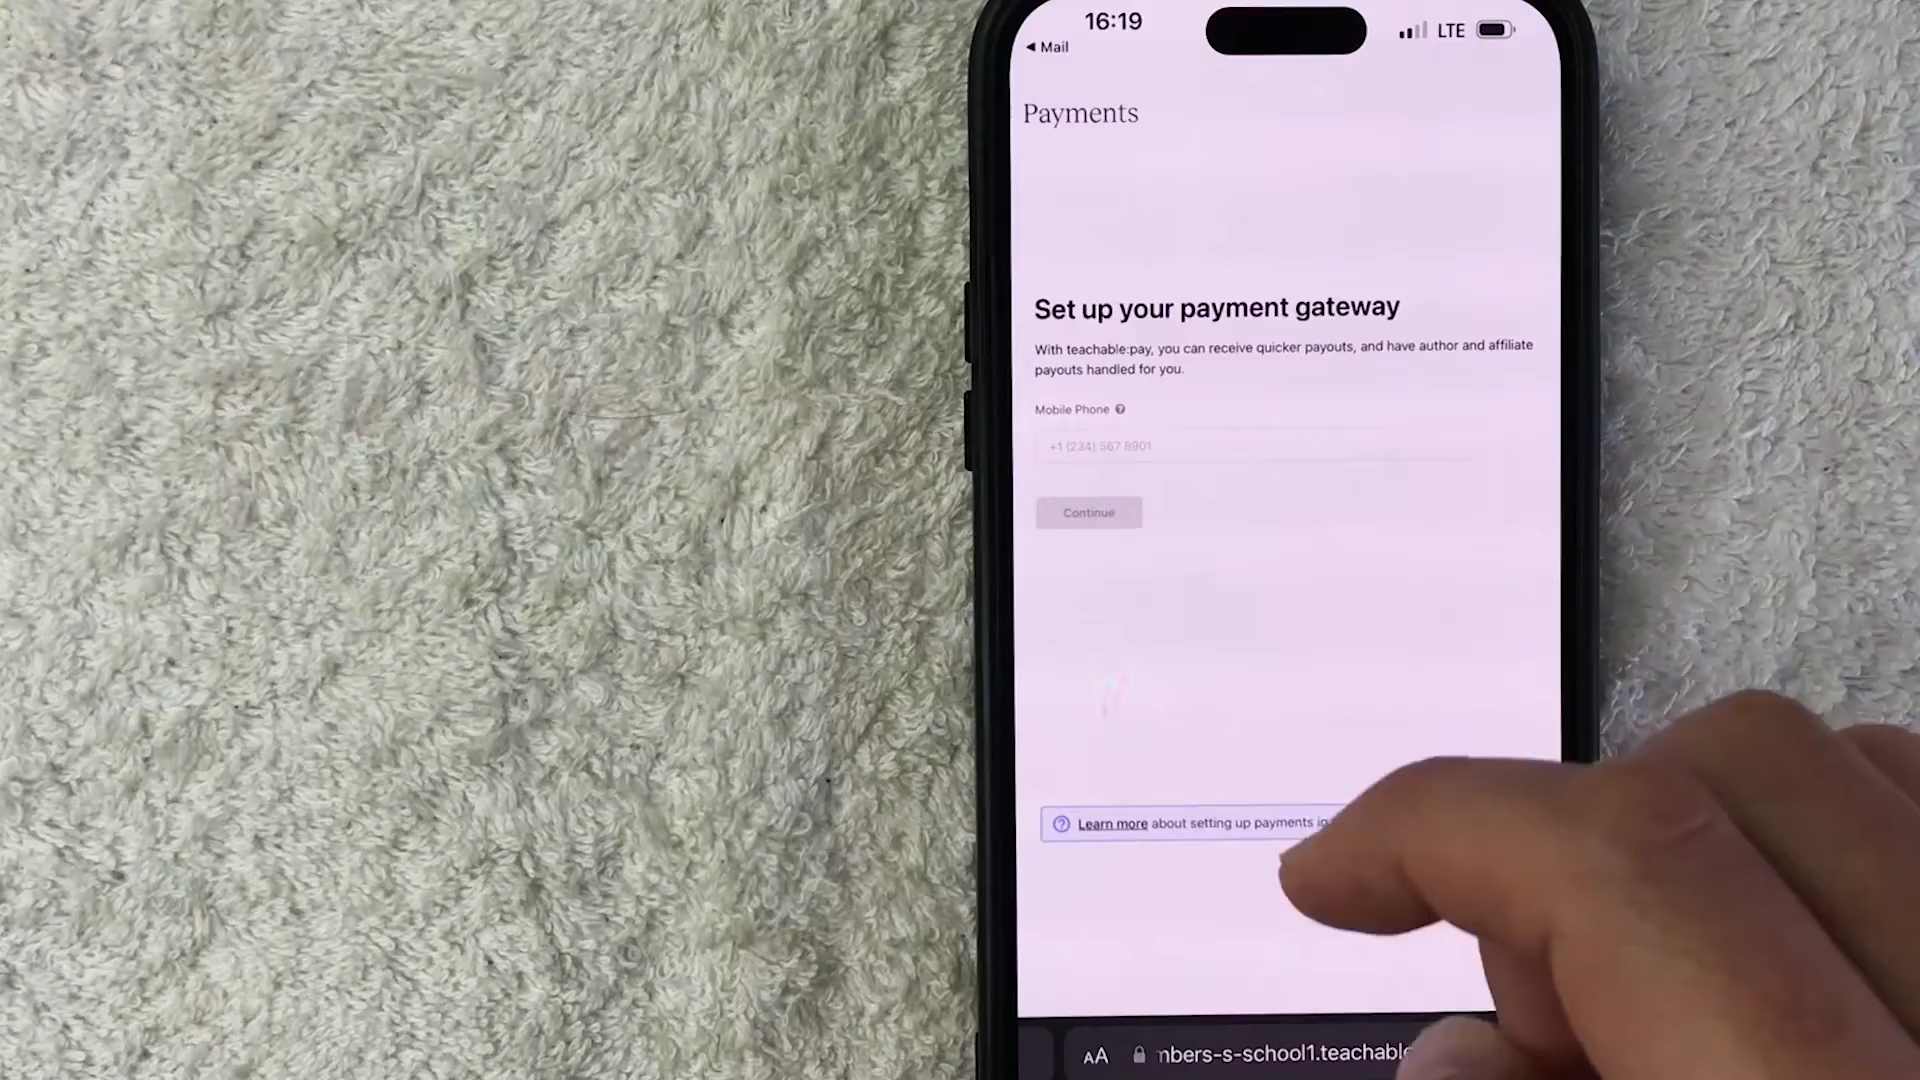 16:19
LTE
◀ Mail
Payments
Set up your payment gateway
With teachable:pay, you can receive quicker payouts, and have author and affiliate
payouts handled for you.
Mobile Phone
+1 (234) 567 8901
Continue
Learn more about setting up payments in
AA
mbers-s-school1.teachable